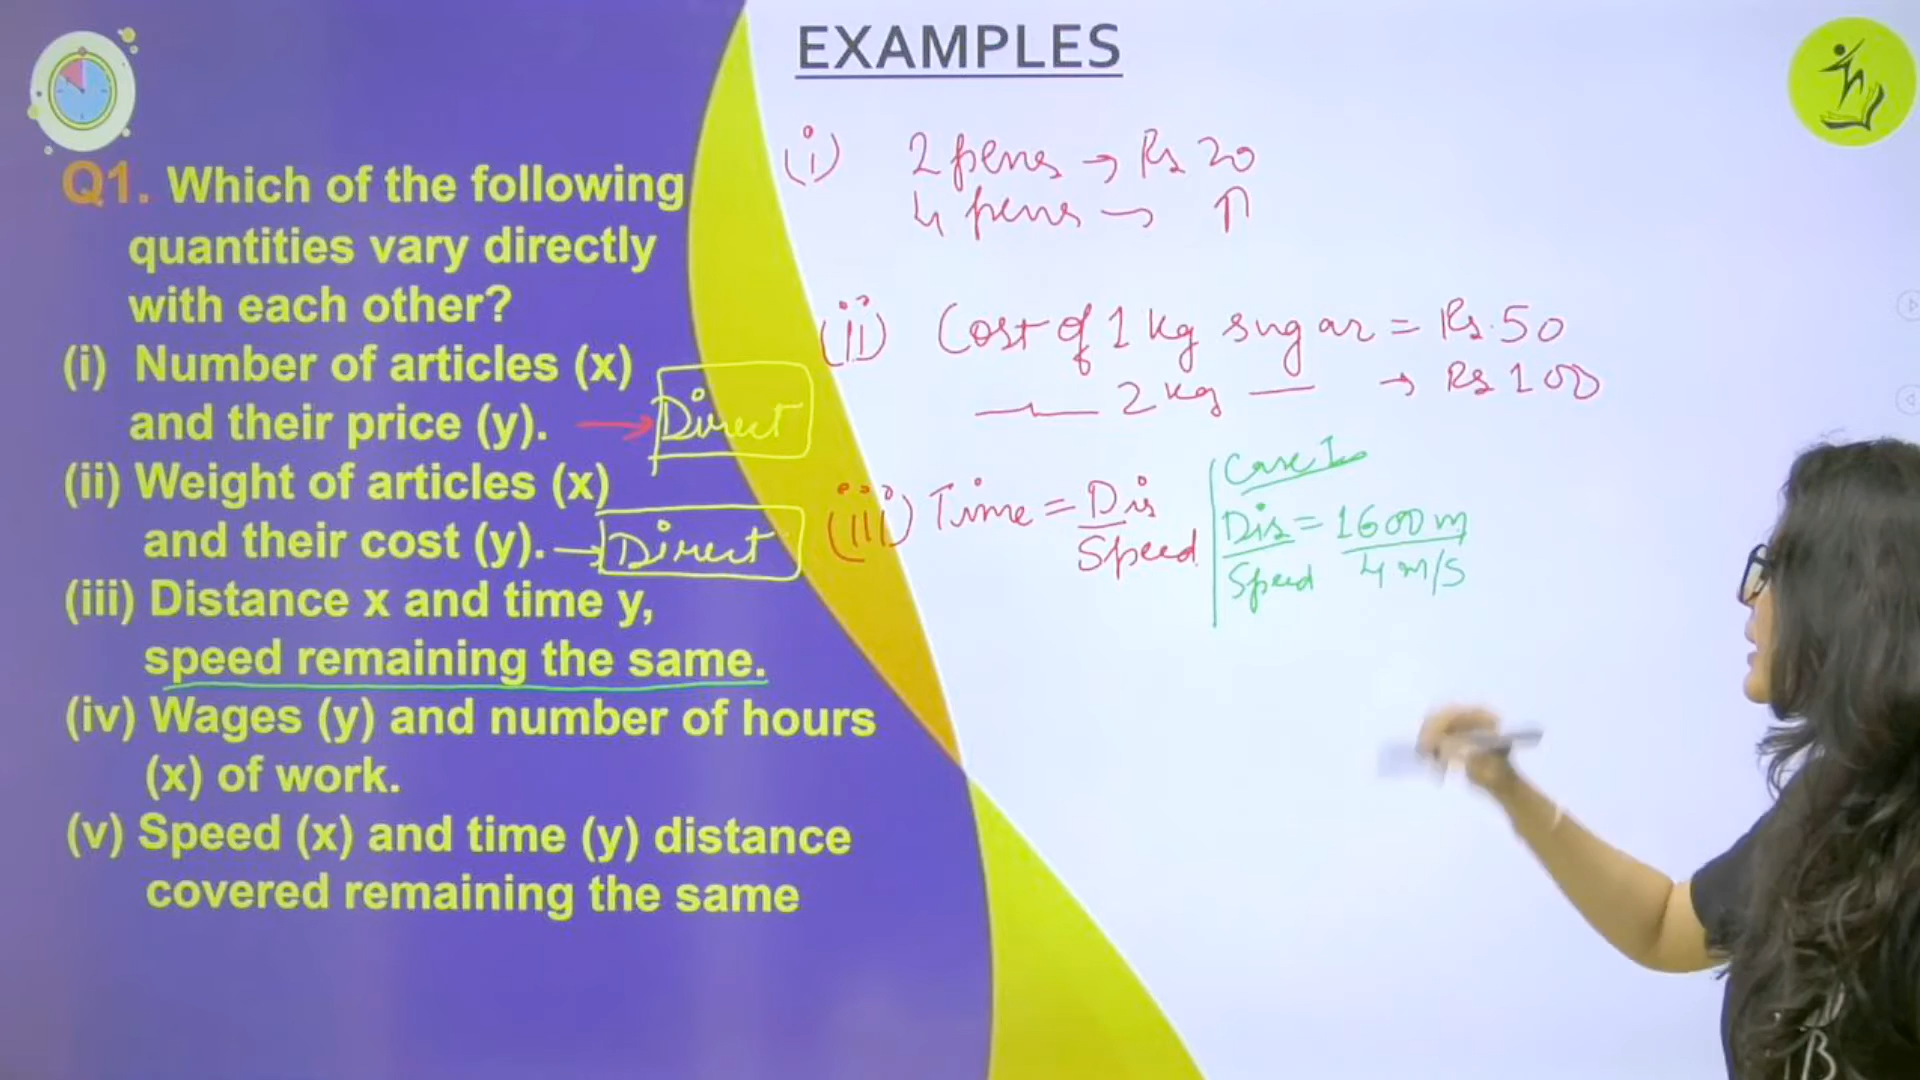 EXAMPLES
Q1. Which of the following
quantities vary directly
with each other?
(i) Number of articles (x)
and their price (y). → Direct
(ii) Weight of articles (x)
and their cost (y). → Direct
(iii) Distance x and time y,
speed remaining the same.
(iv) Wages (y) and number of hours
(x) of work.
(v) Speed (x) and time (y) distance
covered remaining the same
(i) 2 pens → Rs 20
4 pens → ↑
(ii) Cost of 1 kg sugar = Rs. 50
2 kg → Rs 100
(iii) Time = Dis
Speed
Case I
Dis = 1600 m
Speed 4 m/s